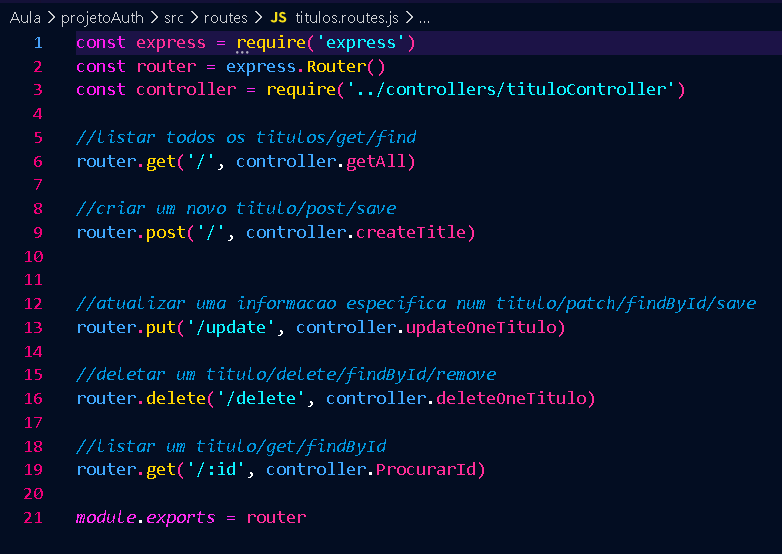 Aula > projetoAuth > src > routes > JS titulos.routes.js > ...
1 const express = require('express')
2 const router = express.Router()
3 const controller = require('../controllers/tituloController')
4
5 //listar todos os titulos/get/find
6 router.get('/', controller.getAll)
7
8 //criar um novo titulo/post/save
9 router.post('/', controller.createTitle)
10
11
12 //atualizar uma informacao especifica num titulo/patch/findById/save
13 router.put('/update', controller.updateOneTitulo)
14
15 //deletar um titulo/delete/findById/remove
16 router.delete('/delete', controller.deleteOneTitulo)
17
18 //listar um titulo/get/findById
19 router.get('/:id', controller.ProcurarId)
20
21 module.exports = router